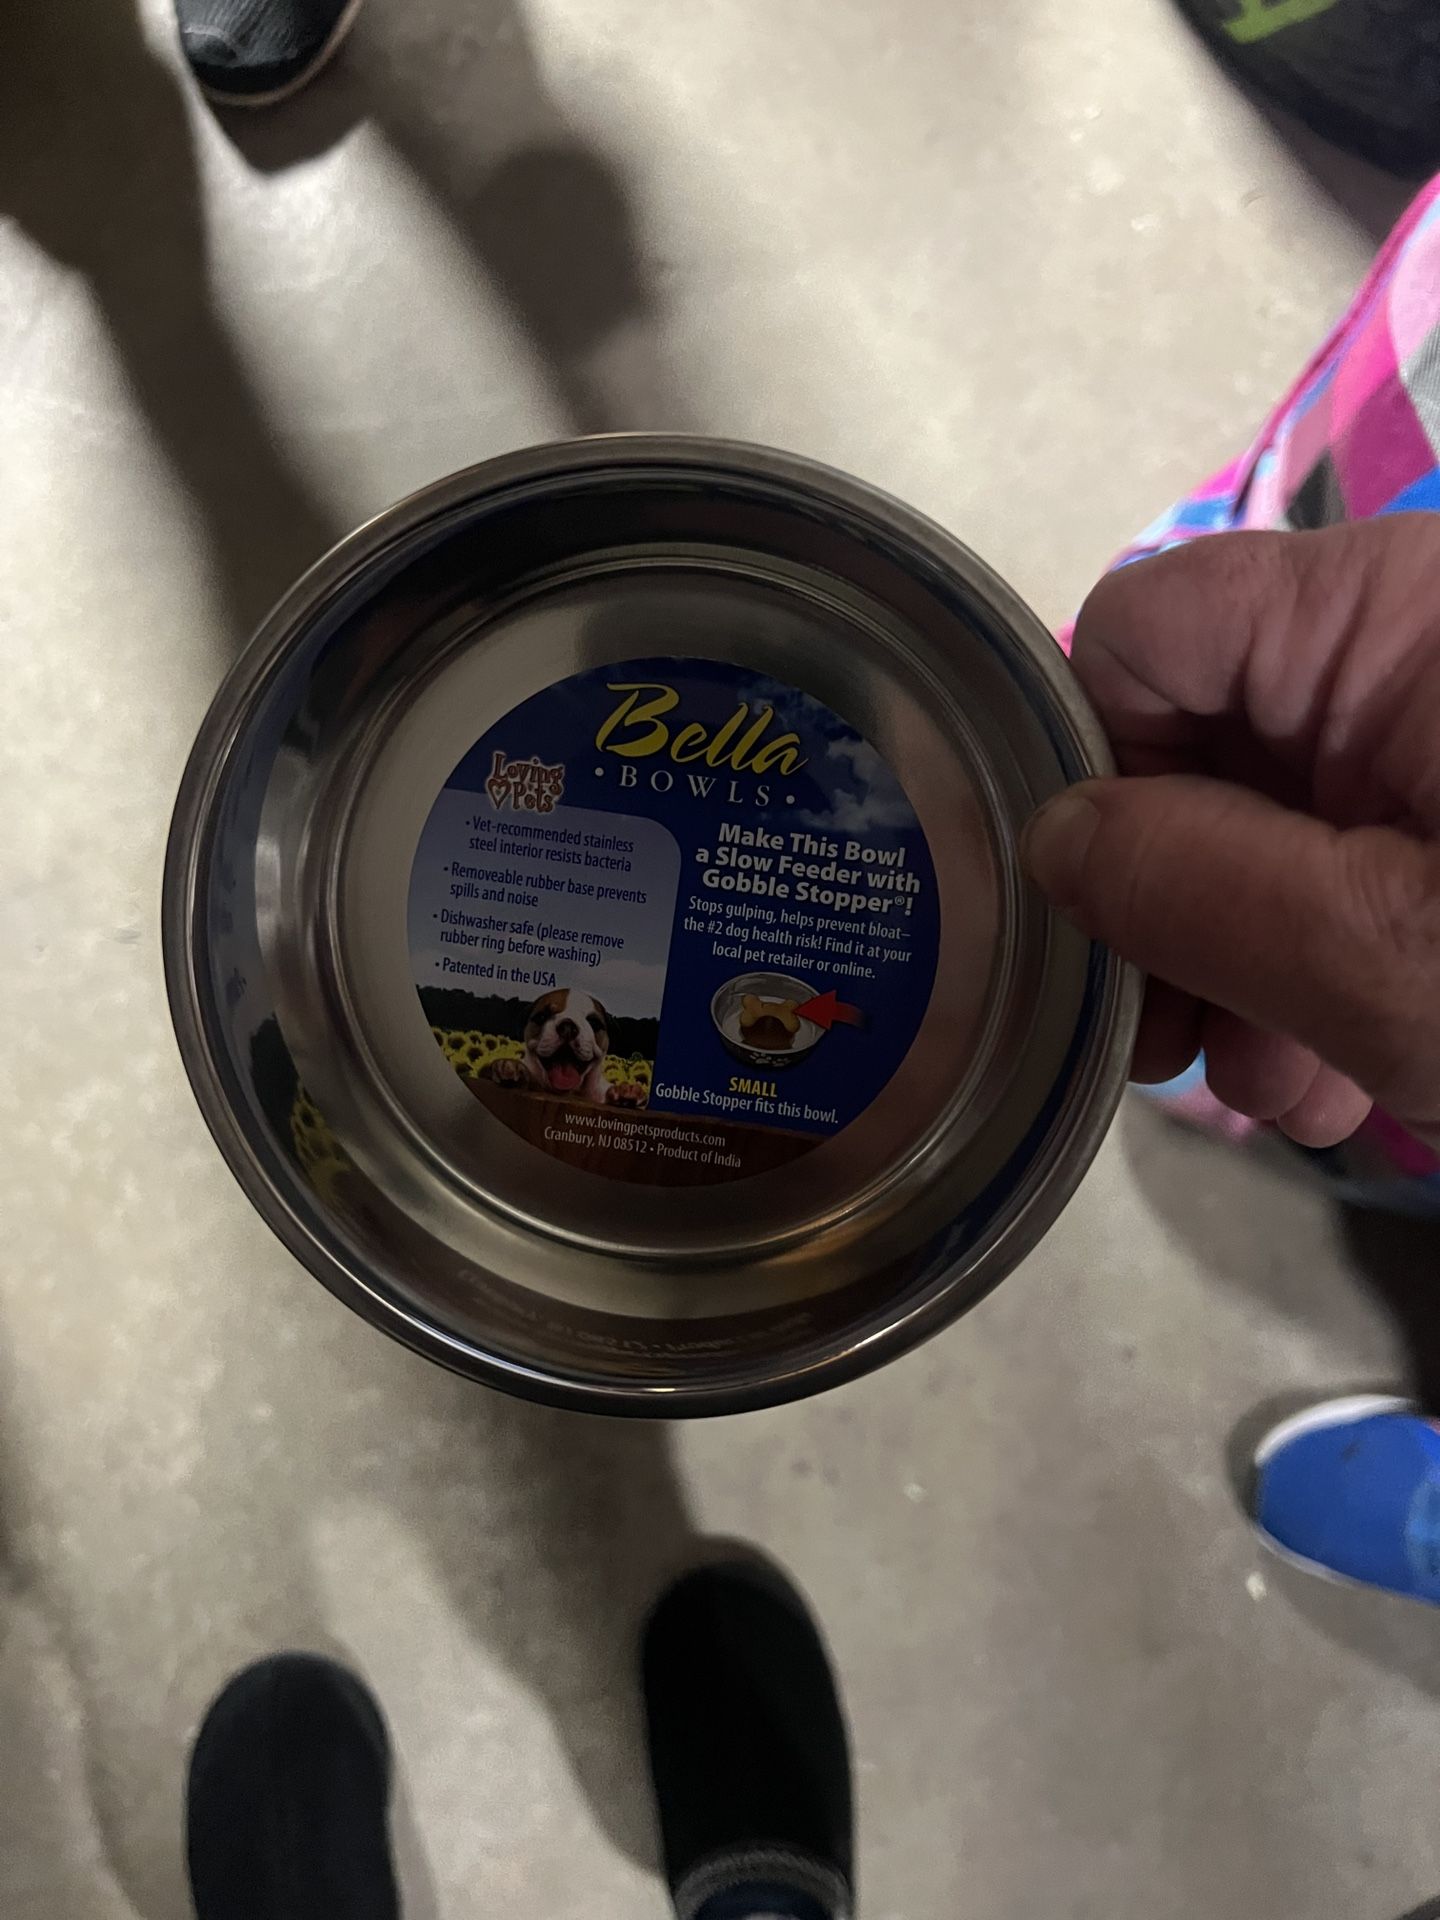 Bella
• BOWLS •
Loving
Pets
• Vet-recommended stainless
steel interior resists bacteria
• Removeable rubber base prevents
spills and noise
• Dishwasher safe (please remove
rubber ring before washing)
• Patented in the USA
Make This Bowl
a Slow Feeder with
Gobble Stopper®!
Stops gulping, helps prevent bloat–
the #2 dog health risk! Find it at your
local pet retailer or online.
SMALL
Gobble Stopper fits this bowl.
www.lovingpetsproducts.com
Cranbury, NJ 08512 • Product of India